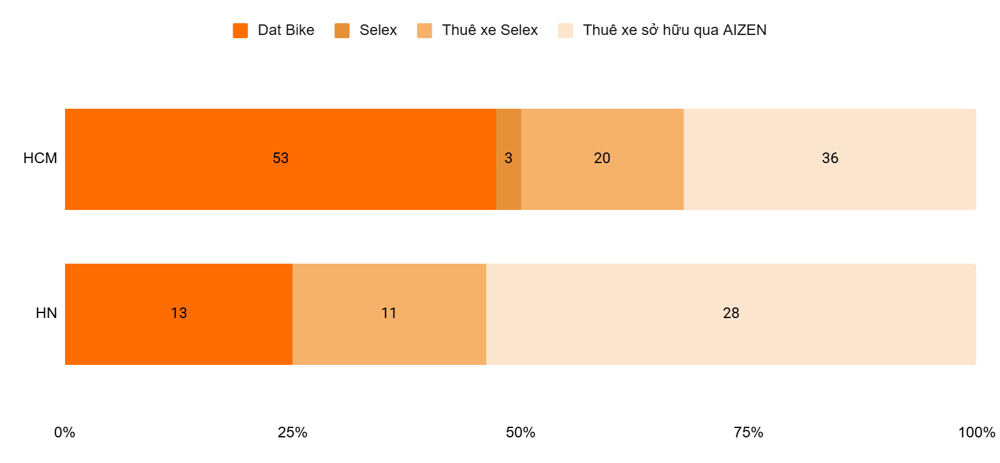 Dat Bike Selex Thuê xe Selex Thuê xe sở hữu qua AIZEN
HCM 53 3 20 36
HN 13 11 28
0% 25% 50% 75% 100%